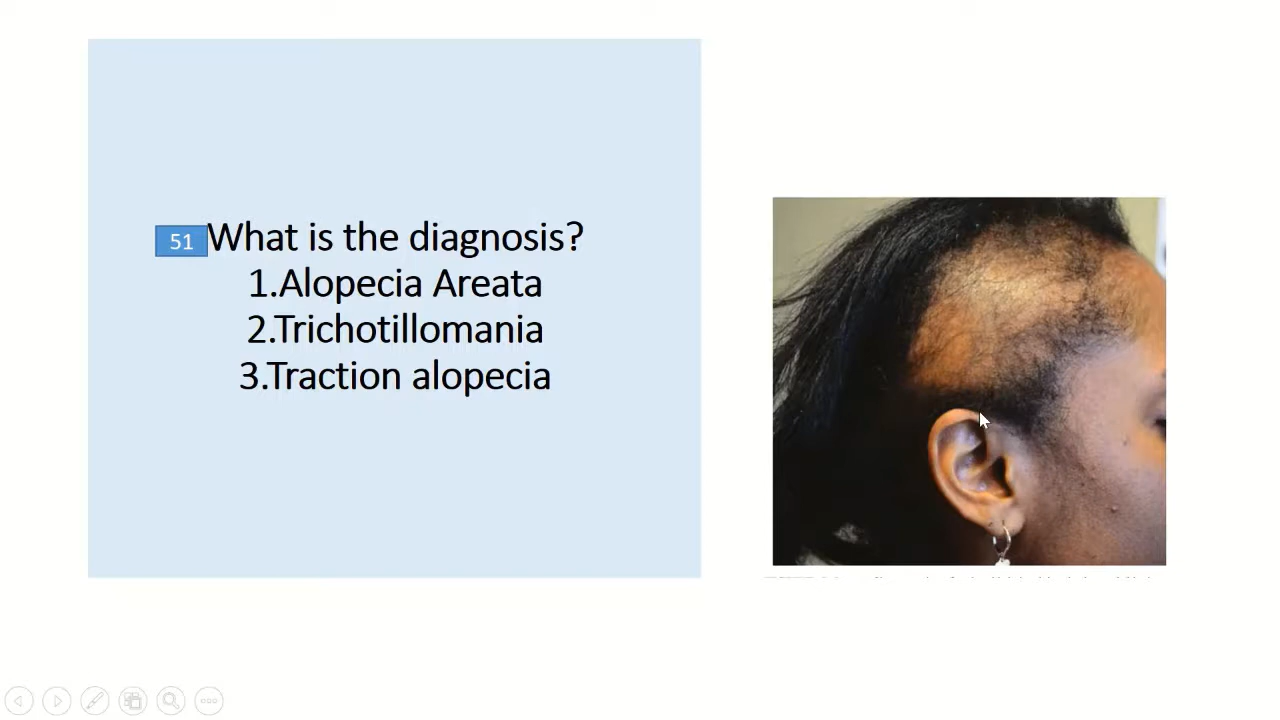 51 What is the diagnosis?
1.Alopecia Areata
2.Trichotillomania
3.Traction alopecia